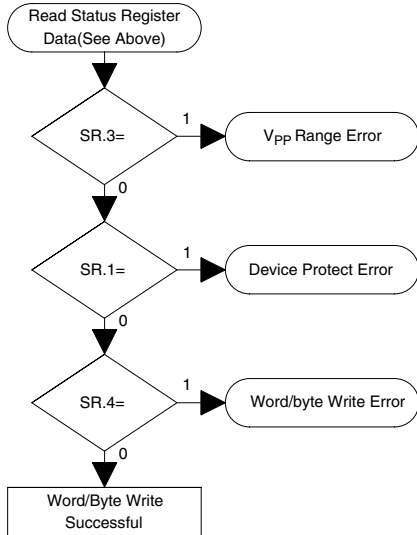 Read Status Register
Data(See Above)
SR.3=
1
VPP Range Error
0
SR.1=
1
Device Protect Error
0
SR.4=
1
Word/byte Write Error
0
Word/Byte Write
Successful